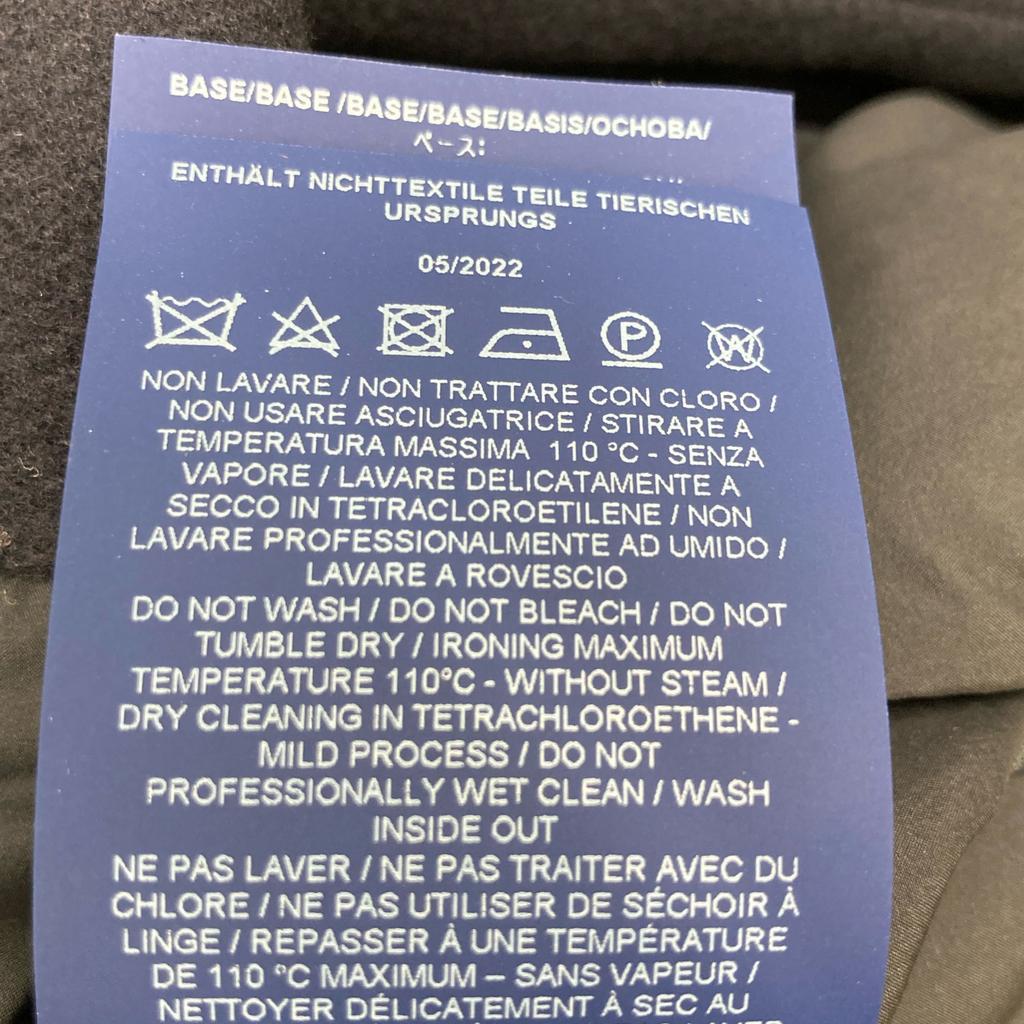 BASE/BASE /BASE/BASE/BASIS/ОСНОВА/
ベース:
ENTHÄLT NICHTTEXTILE TEILE TIERISCHEN
URSPRUNGS
05/2022
P
W
NON LAVARE / NON TRATTARE CON CLORO /
NON USARE ASCIUGATRICE / STIRARE A
TEMPERATURA MASSIMA 110 °C - SENZA
VAPORE / LAVARE DELICATAMENTE A
SECCO IN TETRACLOROETILENE / NON
LAVARE PROFESSIONALMENTE AD UMIDO /
LAVARE A ROVESCIO
DO NOT WASH / DO NOT BLEACH / DO NOT
TUMBLE DRY / IRONING MAXIMUM
TEMPERATURE 110°C - WITHOUT STEAM /
DRY CLEANING IN TETRACHLOROETHENE -
MILD PROCESS / DO NOT
PROFESSIONALLY WET CLEAN / WASH
INSIDE OUT
NE PAS LAVER / NE PAS TRAITER AVEC DU
CHLORE / NE PAS UTILISER DE SÉCHOIR À
LINGE / REPASSER À UNE TEMPÉRATURE
DE 110 °C MAXIMUM – SANS VAPEUR /
NETTOYER DÉLICATEMENT À SEC AU